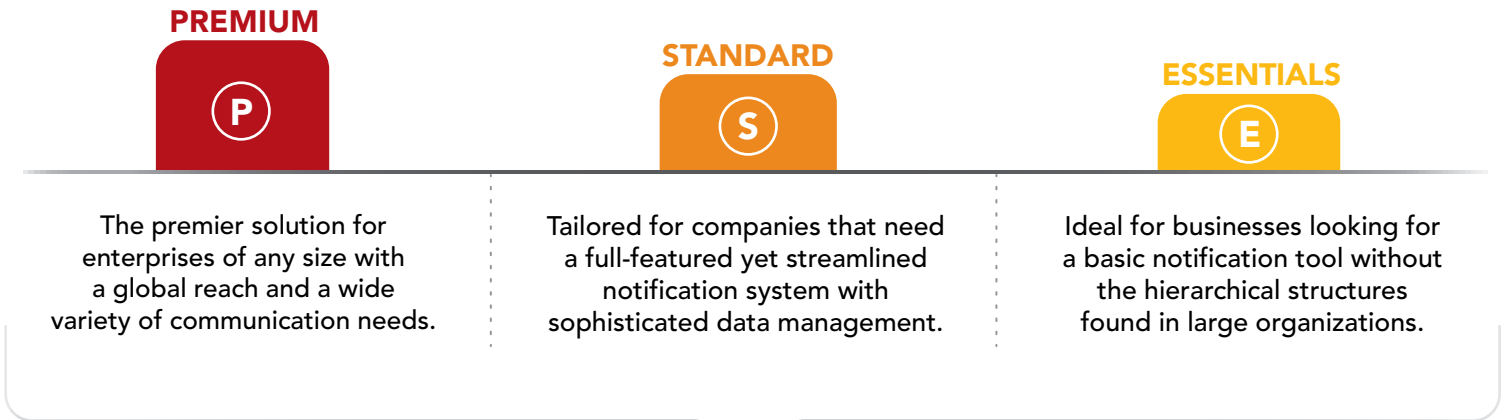 PREMIUM
P
The premier solution for
enterprises of any size with
a global reach and a wide
variety of communication needs.
STANDARD
S
Tailored for companies that need
a full-featured yet streamlined
notification system with
sophisticated data management.
ESSENTIALS
E
Ideal for businesses looking for
a basic notification tool without
the hierarchical structures
found in large organizations.